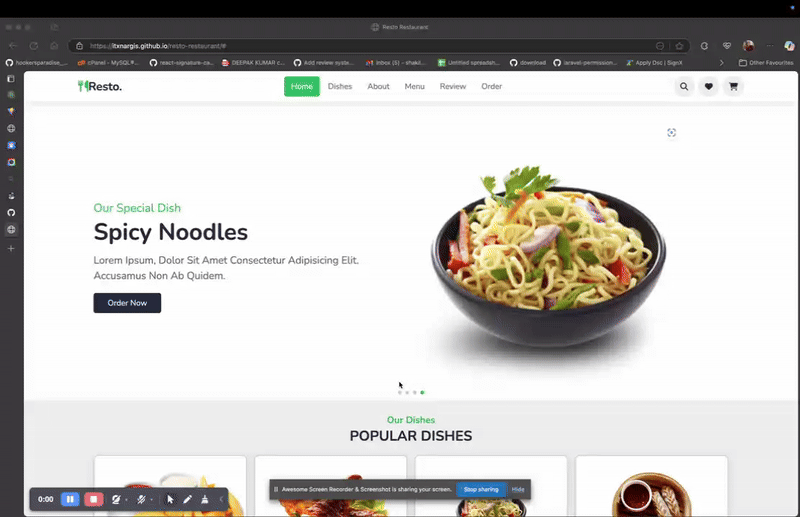 Resto Restaurant
https://itxnargis.github.io/resto-restaurant/#
hookersparadise_...
cPanel - MySQL®...
react-signature-ca...
DEEPAK KUMAR c...
Add review syste...
Inbox (5) - shakil...
Untitled spreadsh...
download
laravel-permission...
Apply Doc | SignX
Other Favourites
Resto.
Home
Dishes
About
Menu
Review
Order
Our Special Dish
Spicy Noodles
Lorem Ipsum, Dolor Sit Amet Consectetur Adipisicing Elit.
Accusamus Non Ab Quidem.
Order Now
Our Dishes
POPULAR DISHES
0:00
Awesome Screen Recorder & Screenshot is sharing your screen.
Stop sharing
Hide